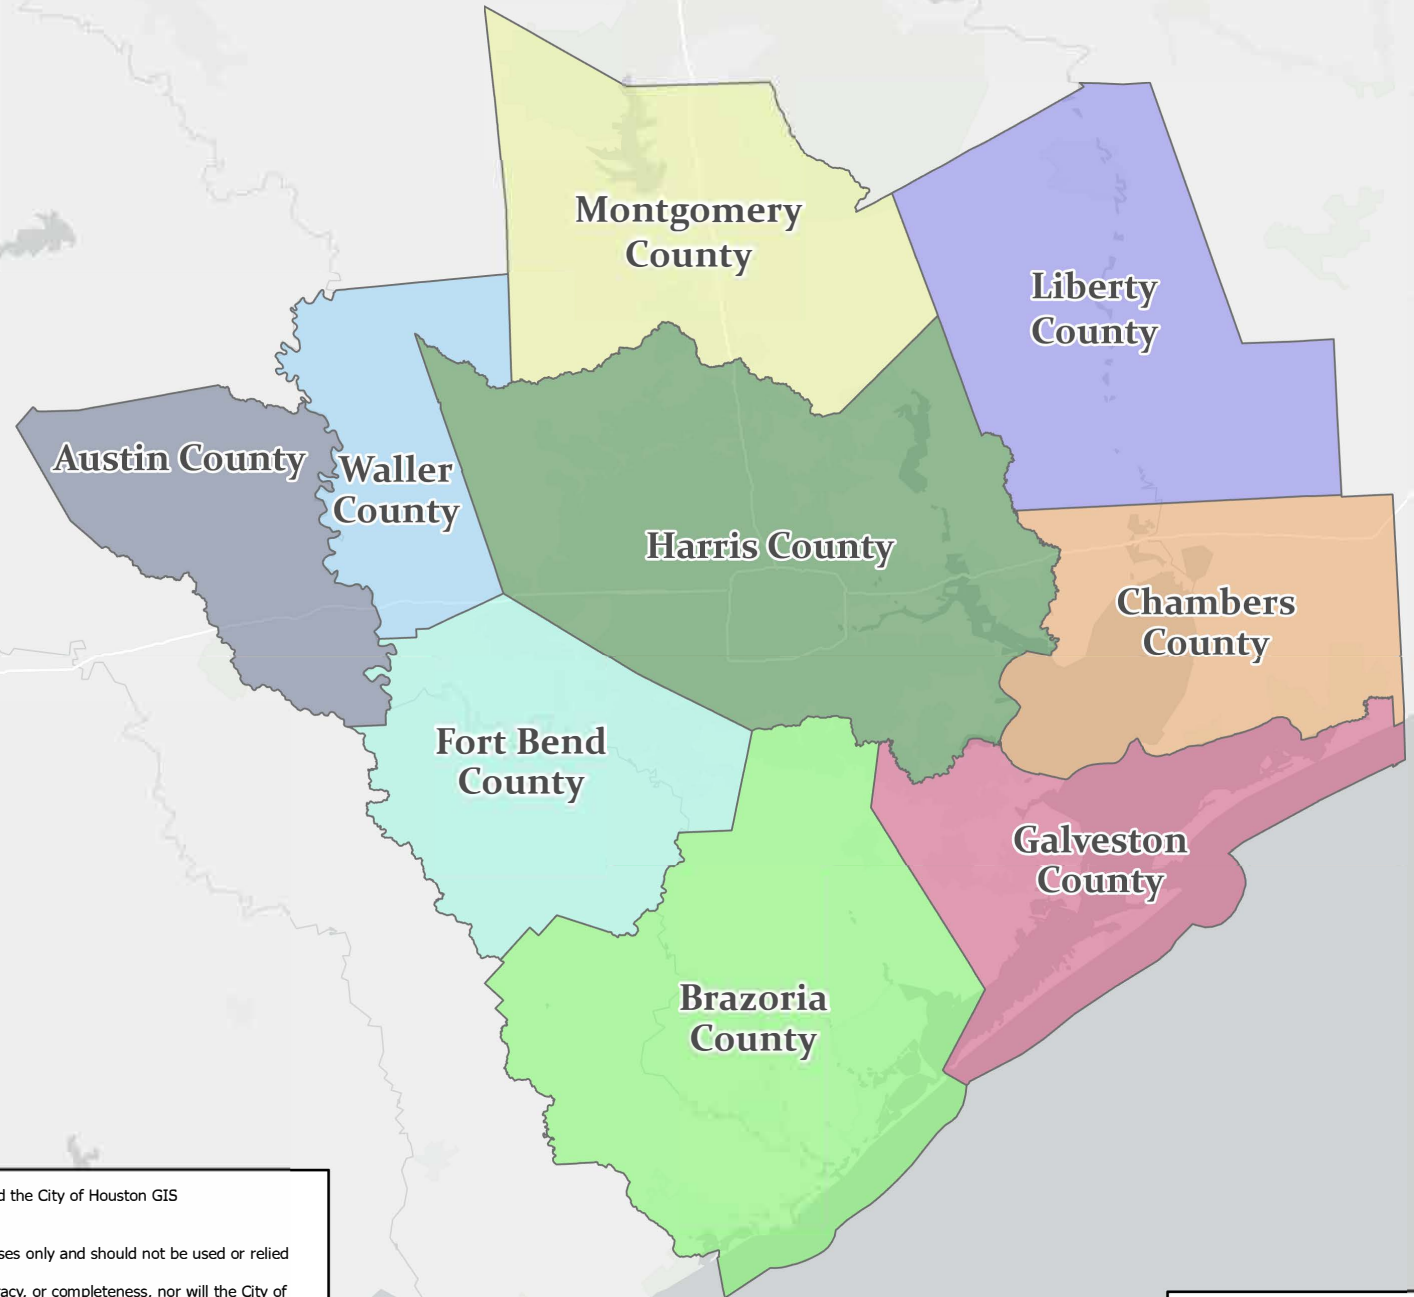 Montgomery
County
Liberty
County
Austin County
Waller
County
Harris County
Chambers
County
Fort Bend
County
Galveston
County
Brazoria
County
the City of Houston GIS
only and should not be used or relied
or completeness, nor will the City of